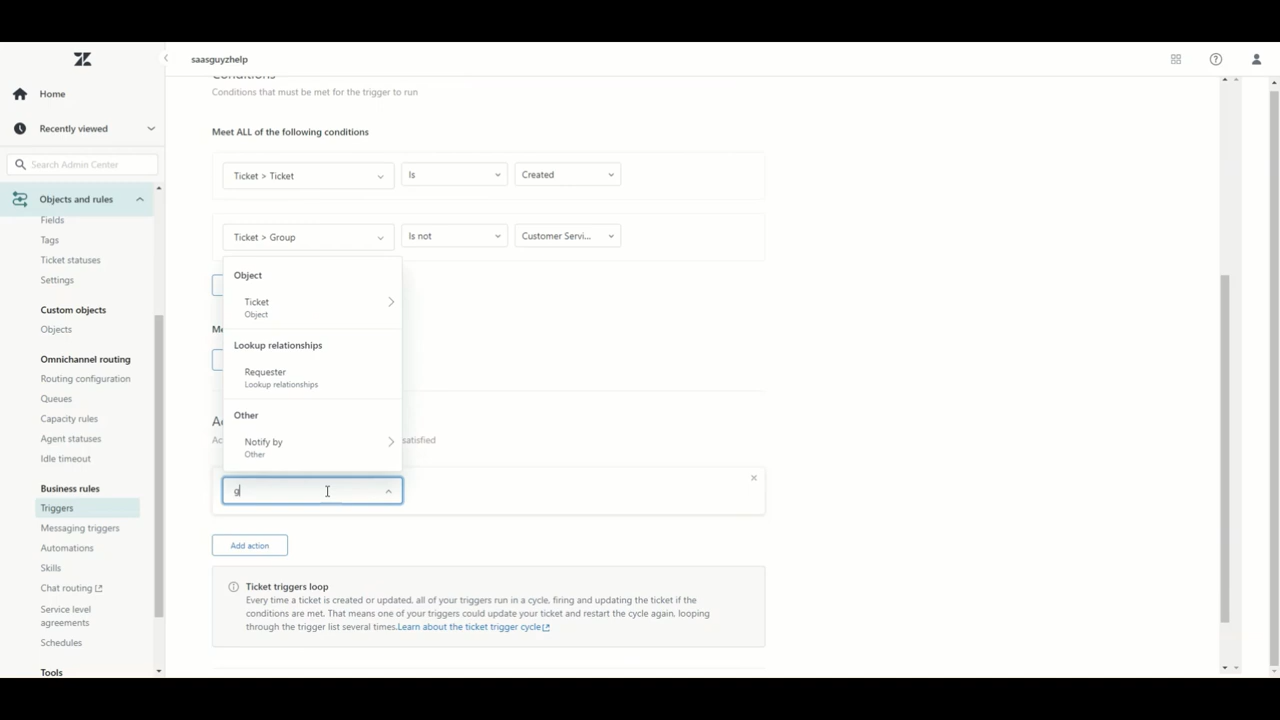 saasguyzhelp
Home
Recently viewed
Search Admin Center
Objects and rules
Fields
Tags
Ticket statuses
Settings
Custom objects
Objects
Omnichannel routing
Routing configuration
Queues
Capacity rules
Agent statuses
Idle timeout
Business rules
Triggers
Messaging triggers
Automations
Skills
Chat routing
Service level
agreements
Schedules
Tools
Conditions
Conditions that must be met for the trigger to run
Meet ALL of the following conditions
Ticket > Ticket
Is
Created
Ticket > Group
Is not
Customer Servi...
Object
Ticket
Object
Lookup relationships
Requester
Lookup relationships
Other
Notify by
Other
satisfied
g
Add action
Ticket triggers loop
Every time a ticket is created or updated, all of your triggers run in a cycle, firing and updating the ticket if the
conditions are met. That means one of your triggers could update your ticket and restart the cycle again, looping
through the trigger list several times.Learn about the ticket trigger cycle